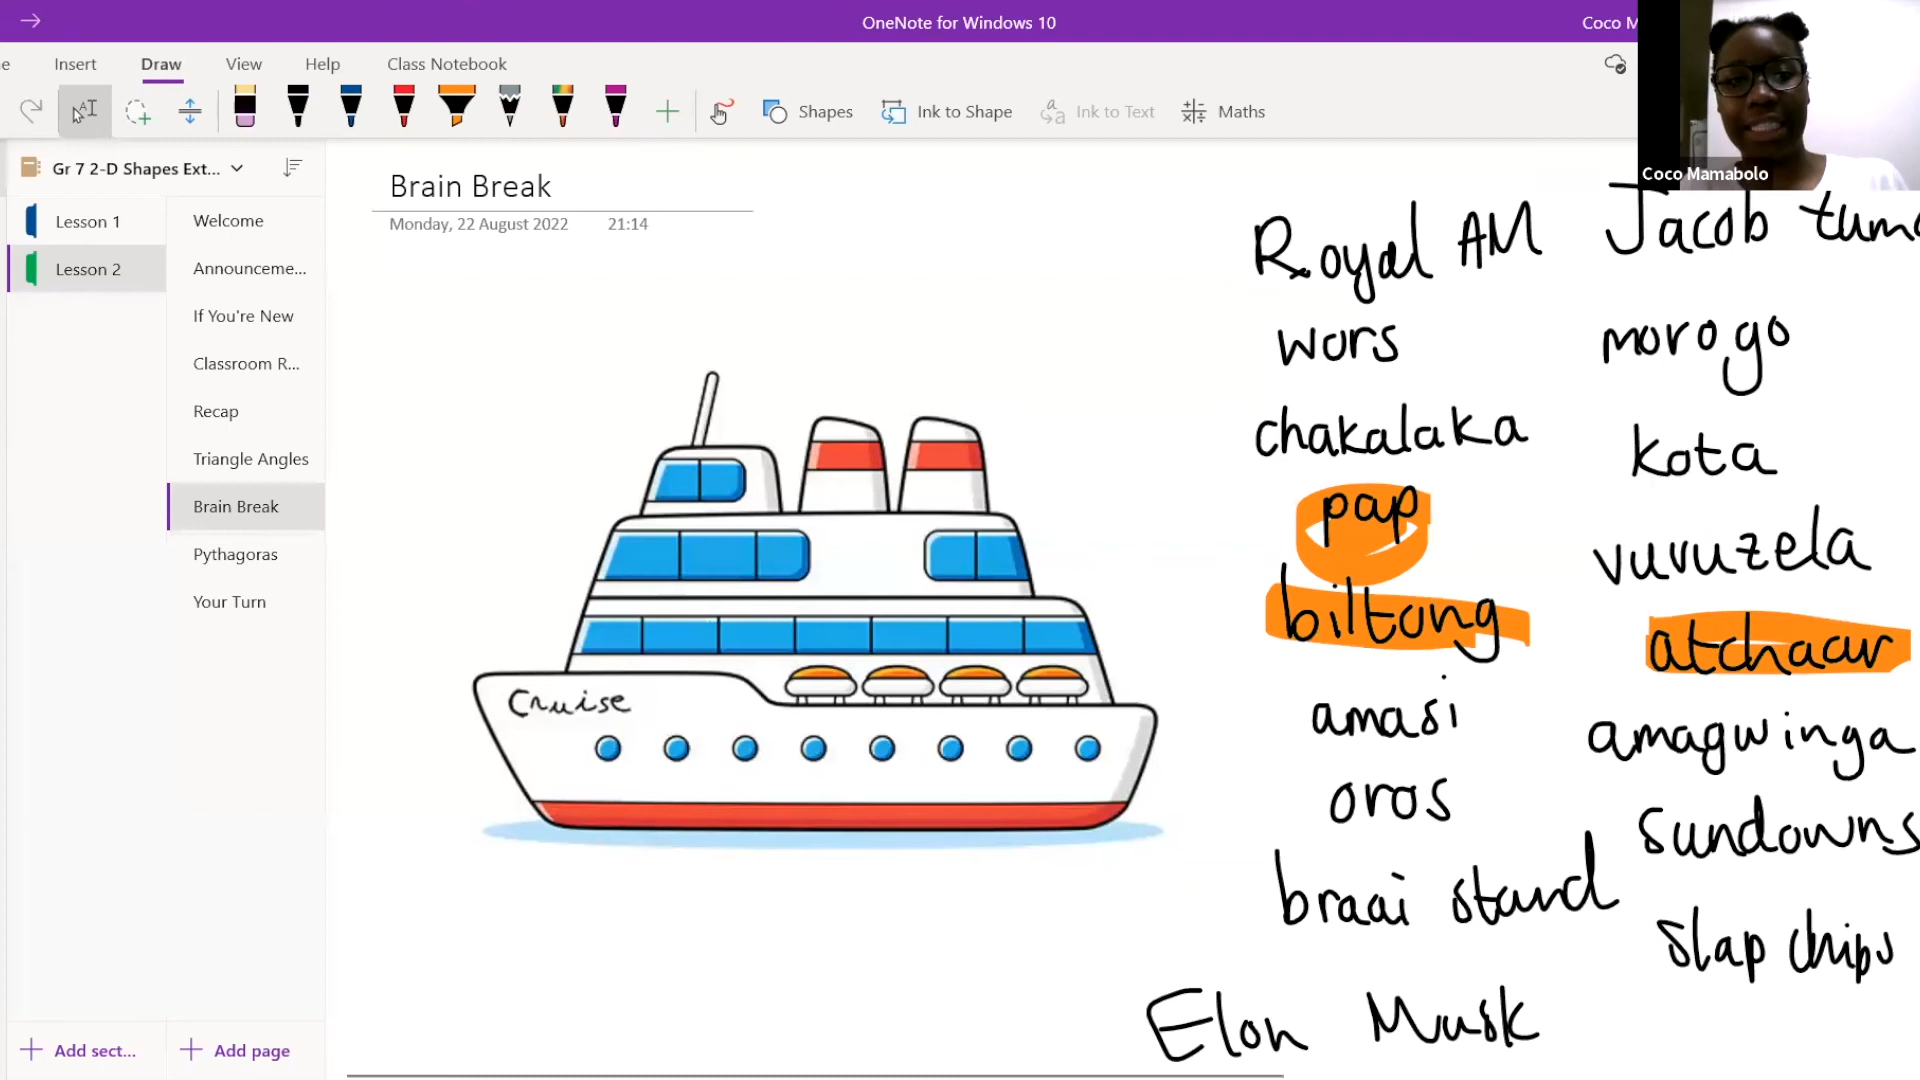 OneNote for Windows 10
Coco M
Insert Draw View Help Class Notebook
Shapes Ink to Shape Ink to Text Maths
Gr 7 2-D Shapes Ext...
Lesson 1
Lesson 2
Welcome
Announceme...
If You're New
Classroom R...
Recap
Triangle Angles
Brain Break
Pythagoras
Your Turn
Add sect...
Add page
Brain Break
Monday, 22 August 2022 21:14
Cruise
Coco Mamabolo
Royal AM
wors
chakalaka
pap
biltong
amasi
oros
braai stand
Elon Musk
Jacob
morogo
kota
vuvuzela
atchaar
amagwinga
sundowns
slap chips